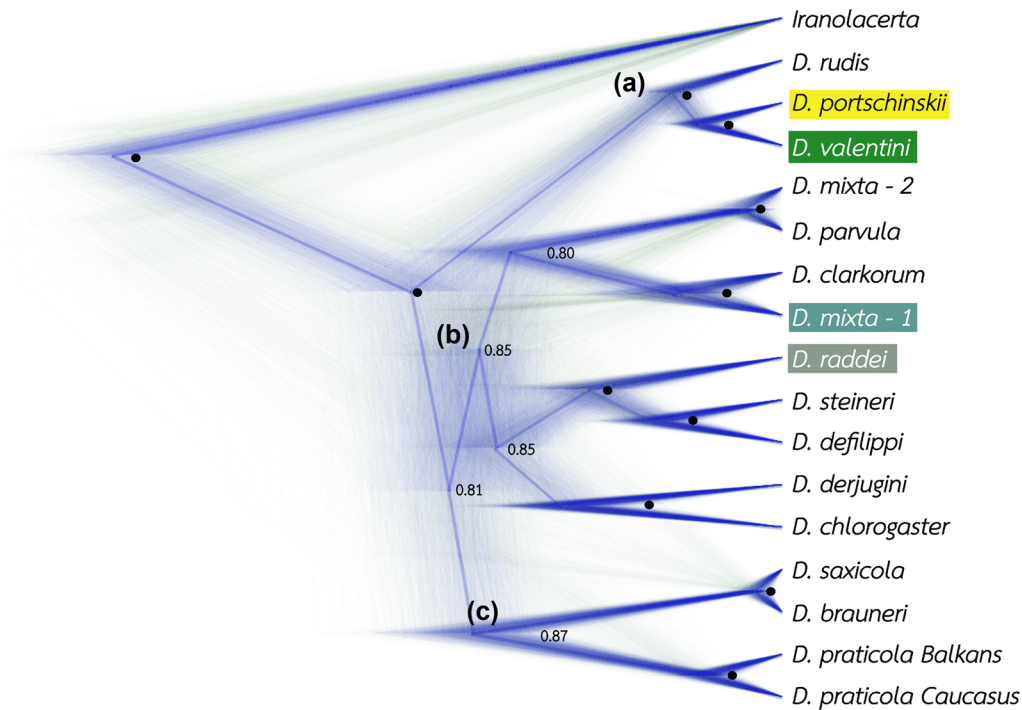 Iranolacerta
D. rudis
(a)
D. portschinskii
D. valentini
D. mixta - 2
D. parvula
0.80
D. clarkorum
D. mixta - 1
(b)
0.85
D. raddei
D. steineri
D. defilippi
0.85
D. derjugini
0.81
D. chlorogaster
D. saxicola
(c)
D. brauneri
0.87
D. praticola Balkans
D. praticola Caucasus